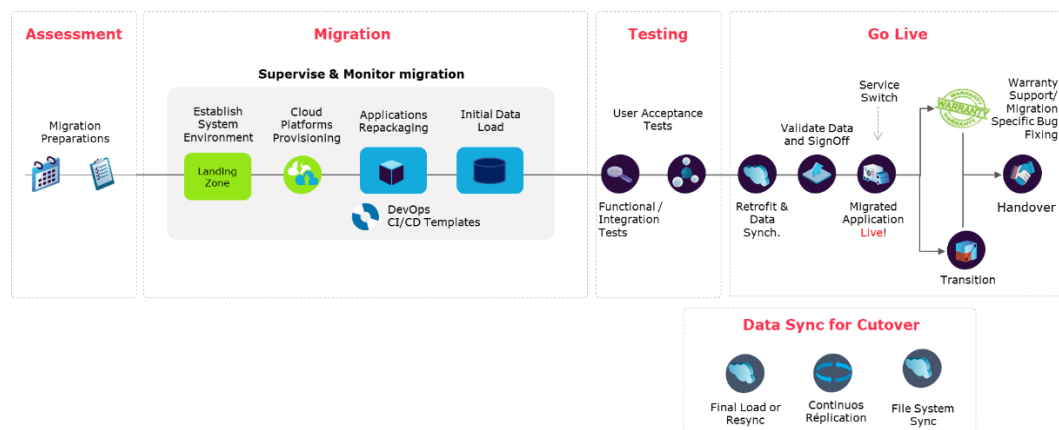 Assessment
Migration
Testing
Go Live
Supervise & Monitor migration
Migration
Preparations
Establish
System
Environment
Landing
Zone
Cloud
Platforms
Provisioning
Applications
Repackaging
DevOps
CI/CD Templates
Initial Data
Load
User Acceptance
Tests
Functional /
Integration
Tests
Retrofit &
Data
Synch.
Validate Data
and SignOff
Service
Switch
Migrated
Application
Live!
WARRANTY
WARRANTY
WARRANTY
Warranty
Support/
Migration
Specific Bug
Fixing
Handover
Transition
Data Sync for Cutover
Final Load or
Resync
Continuos
Réplication
File System
Sync